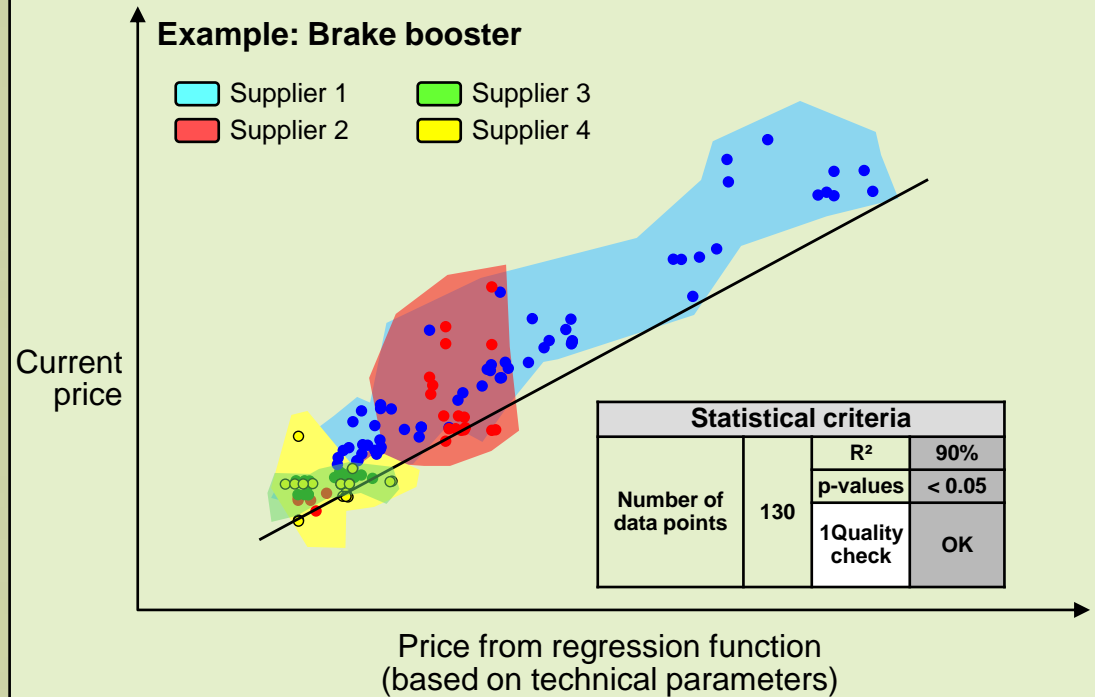 Example: Brake booster
Supplier 1
Supplier 3
Supplier 2
Supplier 4
Current
price
Statistical criteria
Number of
data points
130
R²
90%
p-values
< 0.05
1Quality
check
OK
Price from regression function
(based on technical parameters)